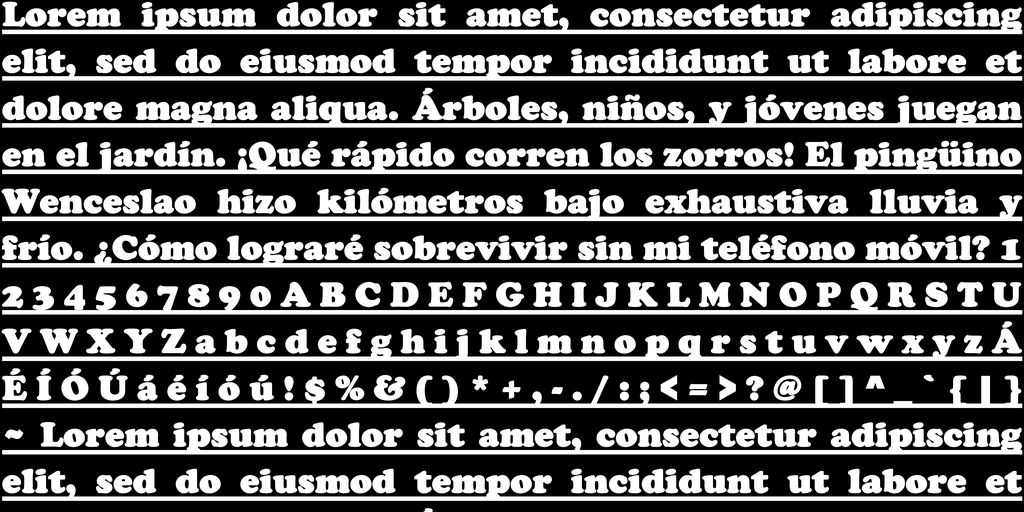 Lorem ipsum dolor sit amet, consectetur adipiscing
elit, sed do eiusmod tempor incididunt ut labore et
dolore magna aliqua. Árboles, niños, y jóvenes juegan
en el jardín. ¡Qué rápido corren los zorros! El pingüino
Wenceslao hizo kilómetros bajo exhaustiva lluvia y
frío. ¿Cómo lograré sobrevivir sin mi teléfono móvil? 1
2 3 4 5 6 7 8 9 0 A B C D E F G H I J K L M N O P Q R S T U
V W X Y Z a b c d e f g h i j k l m n o p q r s t u v w x y z Á
É Í Ó Ú á é í ó ú ! $ % & ( ) * + , - . / : ; < = > ? @ [ ] ^ _ ` { | }
~ Lorem ipsum dolor sit amet, consectetur adipiscing
elit, sed do eiusmod tempor incididunt ut labore et